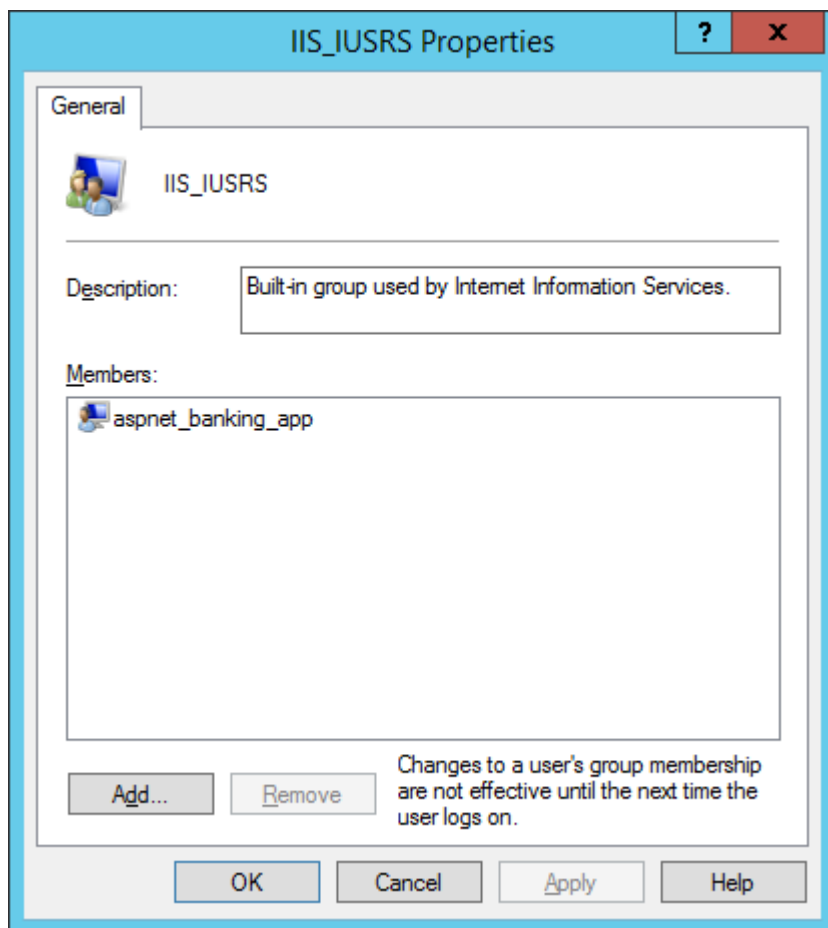 IIS_IUSRS Properties
?
x
General
IIS_IUSRS
Description:
Built-in group used by Internet Information Services.
Members:
aspnet_banking_app
Add...
Remove
Changes to a user's group membership
are not effective until the next time the
user logs on.
OK
Cancel
Apply
Help